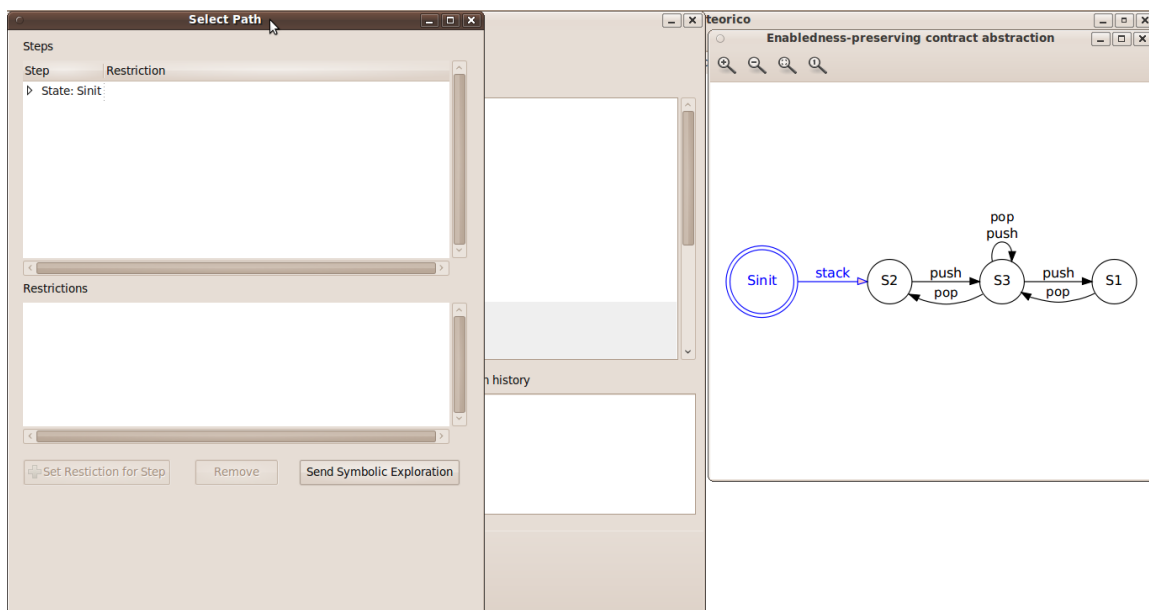 Select Path
Steps
Step Restriction
State: Sinit
Restrictions
Set Restiction for Step
Remove
Send Symbolic Exploration
history
teorico
Enabledness-preserving contract abstraction
pop
push
Sinit
stack
S2
push
pop
S3
push
pop
S1